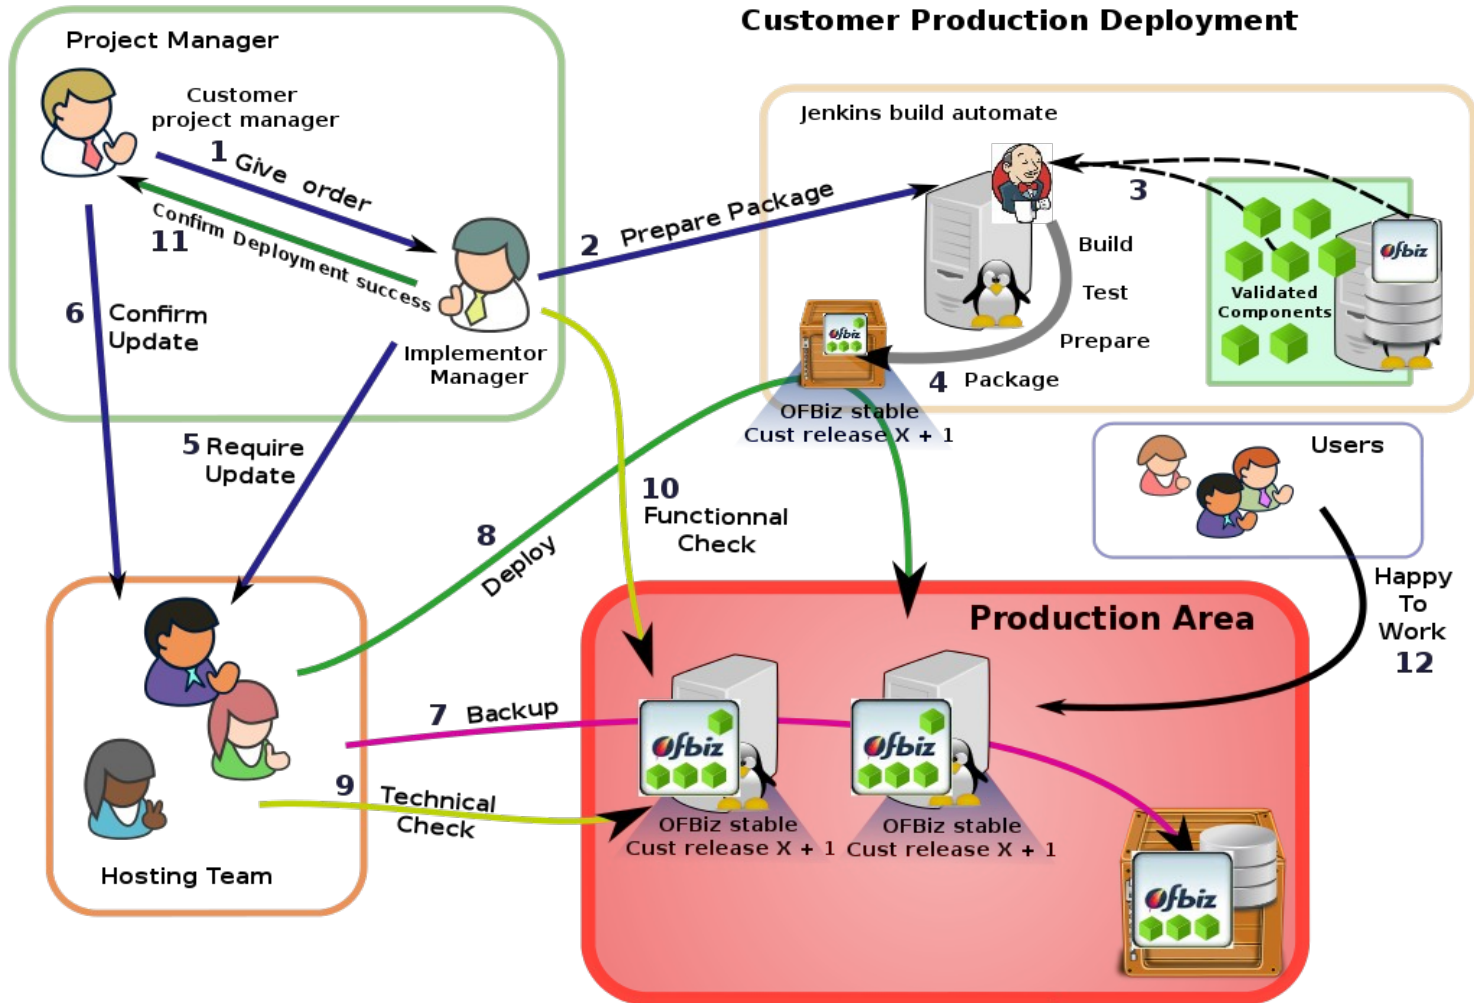 Customer Production Deployment
Project Manager
Customer
project manager
1 Give order
Confirm Deployment success
11
Implementor
Manager
2 Prepare Package
Jenkins build automate
3
Build
Test
Prepare
4 Package
Ofbiz
Validated
Components
Ofbiz
OFBiz stable
Cust release X + 1
6 Confirm
Update
5 Require
Update
Users
10
Functionnal
Check
8
Deploy
Happy
To
Work
12
Production Area
7 Backup
9 Technical
Check
Hosting Team
Ofbiz
OFBiz stable
Cust release X + 1
Ofbiz
OFBiz stable
Cust release X + 1
Ofbiz